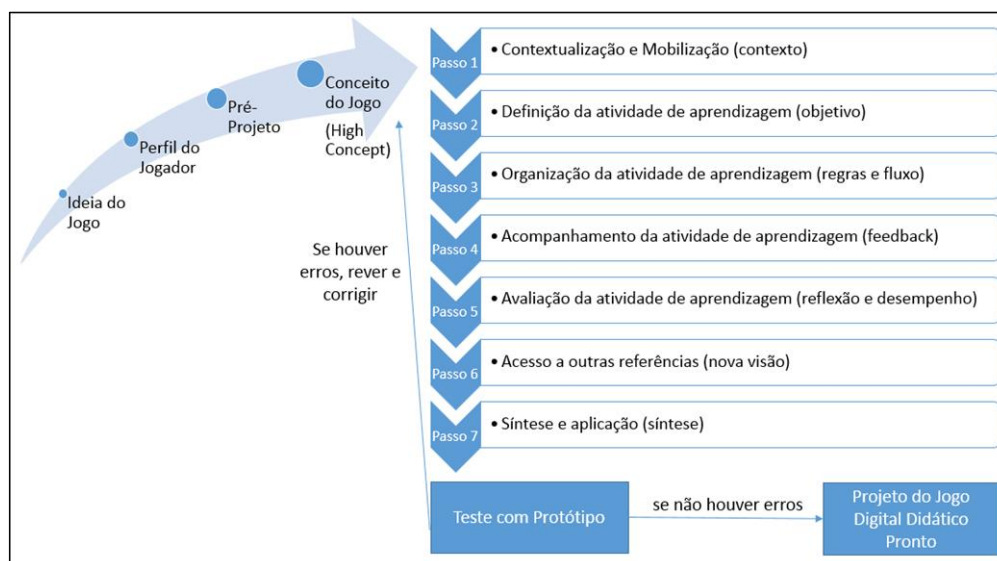 Ideia do
Jogo
Perfil do
Jogador
Pré-
Projeto
Conceito
do Jogo
(High
Concept)
Se houver
erros, rever e
corrigir
Passo 1
• Contextualização e Mobilização (contexto)
Passo 2
• Definição da atividade de aprendizagem (objetivo)
Passo 3
• Organização da atividade de aprendizagem (regras e fluxo)
Passo 4
• Acompanhamento da atividade de aprendizagem (feedback)
Passo 5
• Avaliação da atividade de aprendizagem (reflexão e desempenho)
Passo 6
• Acesso a outras referências (nova visão)
Passo 7
• Síntese e aplicação (síntese)
Teste com Protótipo
se não houver erros
Projeto do Jogo
Digital Didático
Pronto